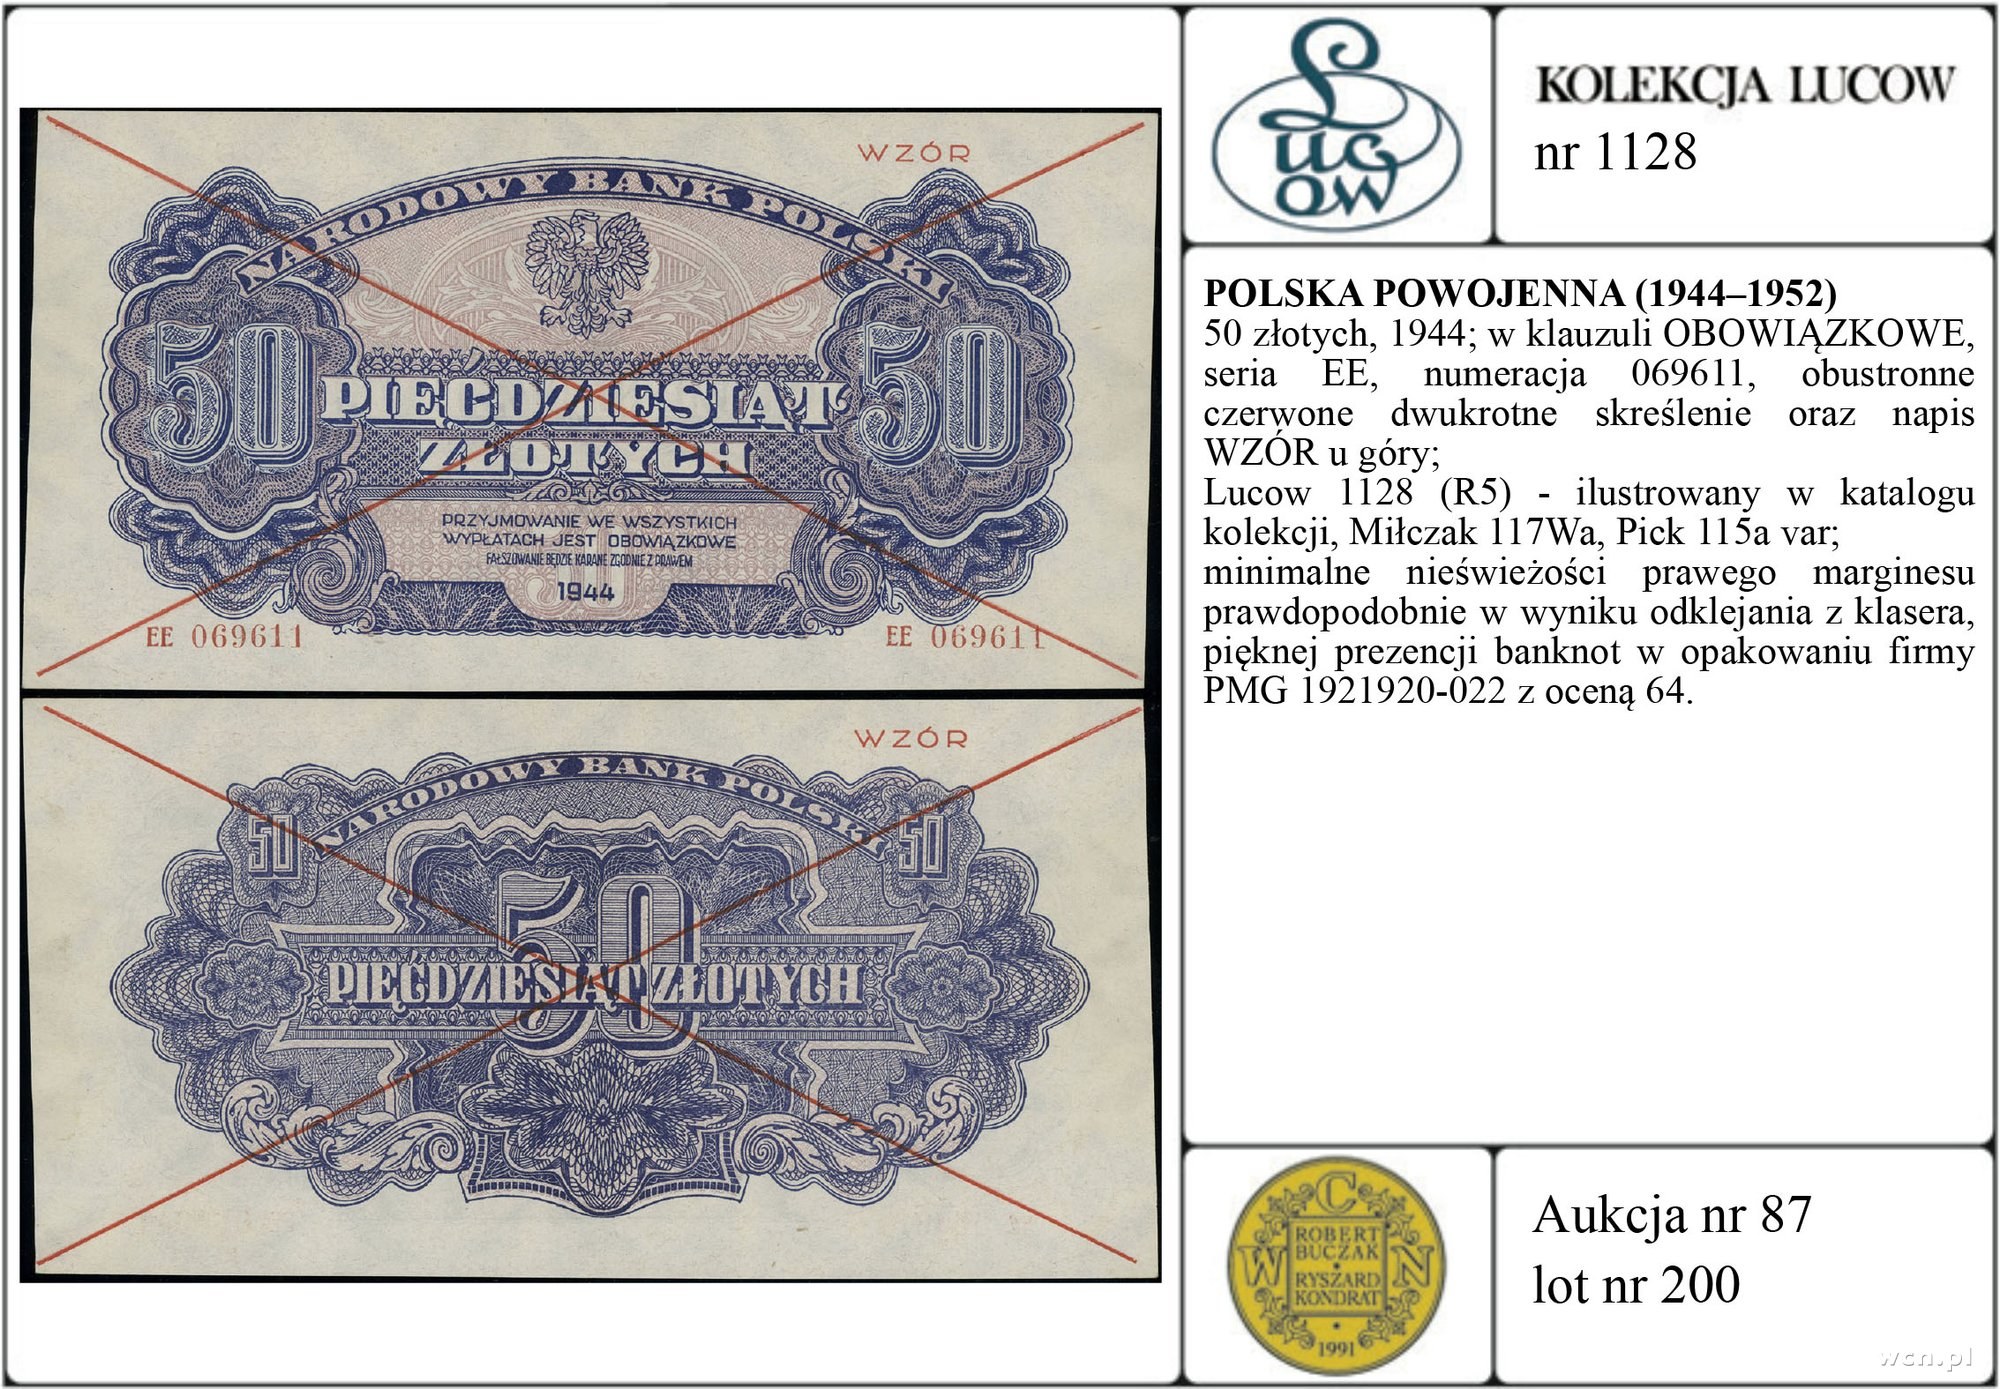 WZÓR
NARODOWY BANK POLSKI
50 50
PIĘĆDZIESIĄT
ZŁOTYCH
PRZYJMOWANIE WE WSZYSTKICH
WYPŁATACH JEST OBOWIĄZKOWE
FAŁSZOWANIE BĘDZIE KARANE ZGODNIE Z PRAWEM
1944
EE 069611 EE 069611
WZÓR
NARODOWY BANK POLSKI
50 50
50
PIĘĆDZIESIĄT ZŁOTYCH
Lucow
KOLEKCJA LUCOW
nr 1128
POLSKA POWOJENNA (1944–1952)
50 złotych, 1944; w klauzuli OBOWIĄZKOWE,
seria EE, numeracja 069611, obustronne
czerwone dwukrotne skreślenie oraz napis
WZÓR u góry;
Lucow 1128 (R5) - ilustrowany w katalogu
kolekcji, Miłczak 117Wa, Pick 115a var;
minimalne nieświeżości prawego marginesu
prawdopodobnie w wyniku odklejania z klasera,
pięknej prezencji banknot w opakowaniu firmy
PMG 1921920-022 z oceną 64.
W C N
ROBERT
BUCZAK
RYSZARD
KONDRAT
1991
Aukcja nr 87
lot nr 200
wcn.pl